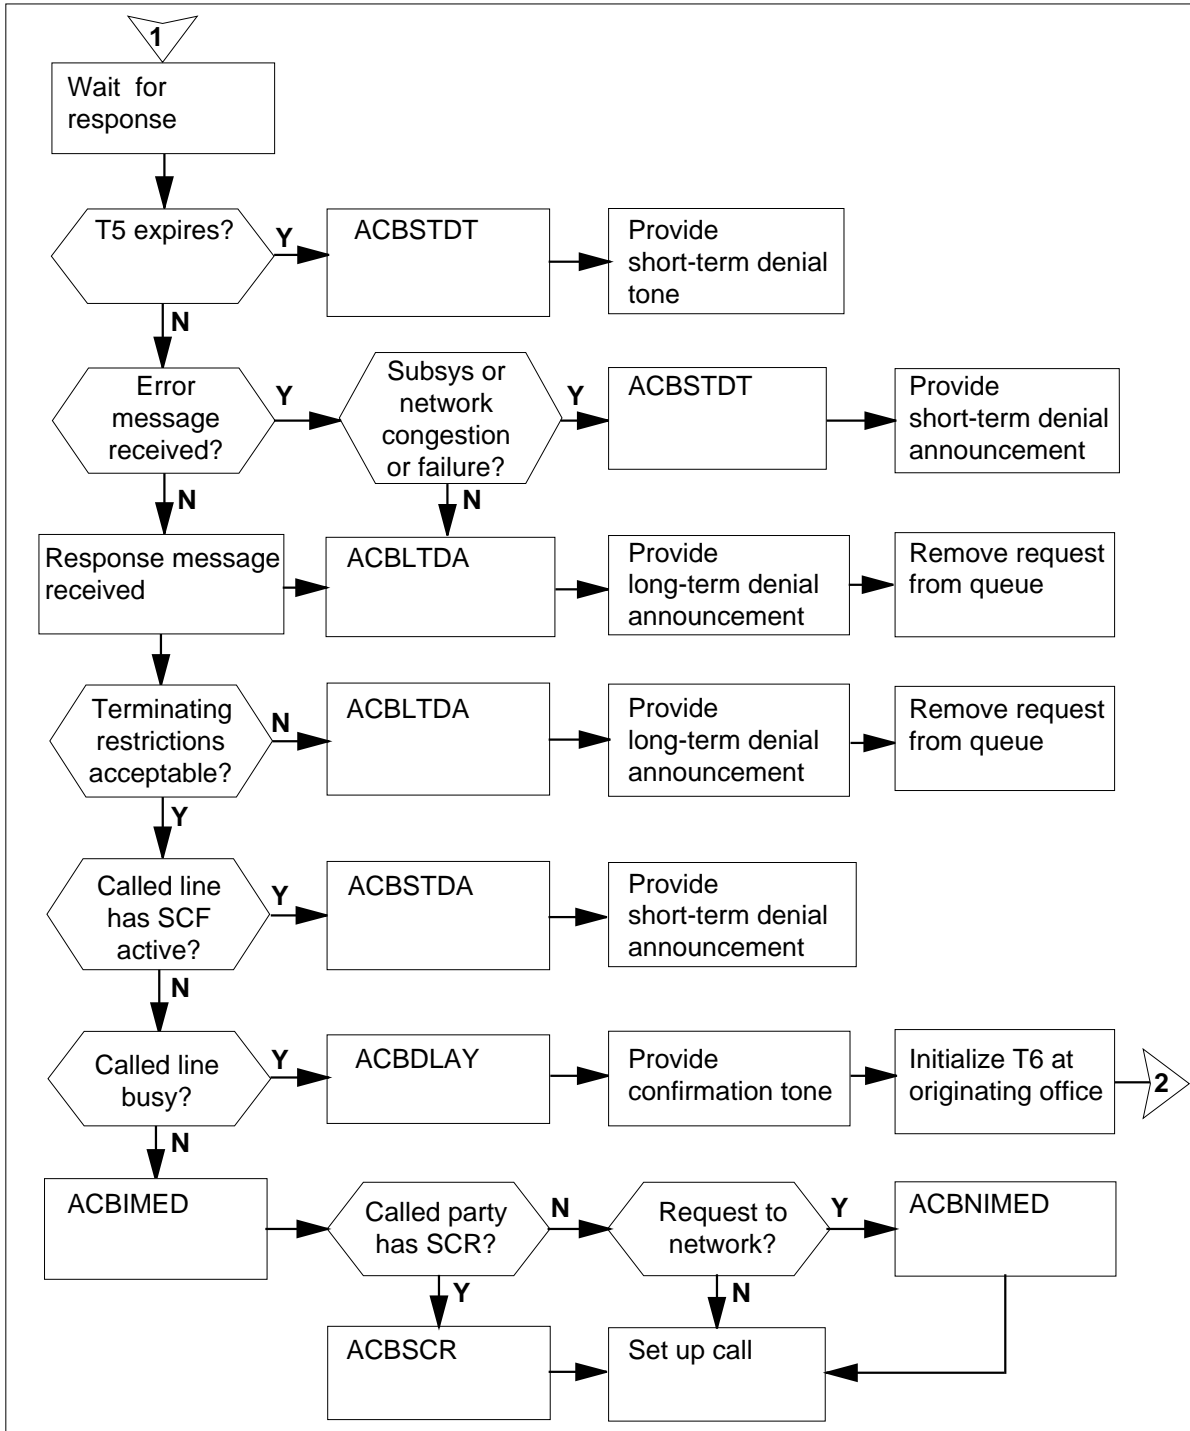 1
Wait for
response
T5 expires?
Y
ACBSTDT
Provide
short-term denial
tone
N
Error
message
received?
Y
Subsys or
network
congestion
or failure?
Y
ACBSTDT
Provide
short-term denial
announcement
N
N
Response message
received
ACBLTDA
Provide
long-term denial
announcement
Remove request
from queue
Terminating
restrictions
acceptable?
N
ACBLTDA
Provide
long-term denial
announcement
Remove request
from queue
Y
Called line
has SCF
active?
Y
ACBSTDA
Provide
short-term denial
announcement
N
Called line
busy?
Y
ACBDLAY
Provide
confirmation tone
Initialize T6 at
originating office
2
N
ACBIMED
Called party
has SCR?
N
Request to
network?
Y
ACBNIMED
Y
N
ACBSCR
Set up call